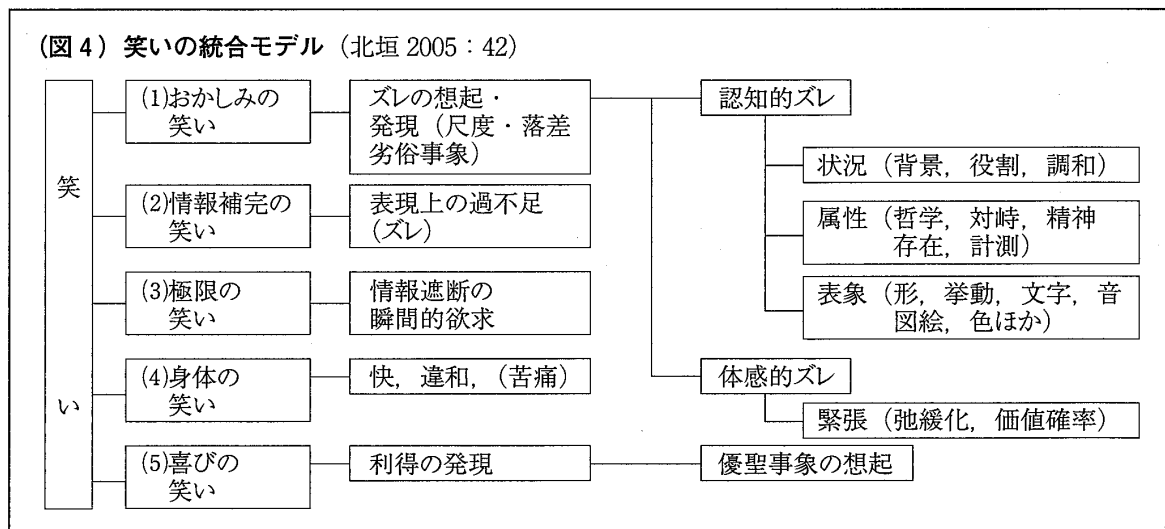 (図4) 笑いの統合モデル (北垣 2005:42)
笑
い
(1)おかしみの
笑い
ズレの想起・
発現(尺度・落差
劣俗事象)
認知的ズレ
状況(背景, 役割, 調和)
属性(哲学, 対峙, 精神
存在, 計測)
表象(形, 挙動, 文字, 音
図絵, 色ほか)
体感的ズレ
緊張(弛緩化, 価値確率)
(2)情報補完の
笑い
表現上の過不足
(ズレ)
(3)極限の
笑い
情報遮断の
瞬間的欲求
(4)身体の
笑い
快, 違和, (苦痛)
(5)喜びの
笑い
利得の発現
優聖事象の想起